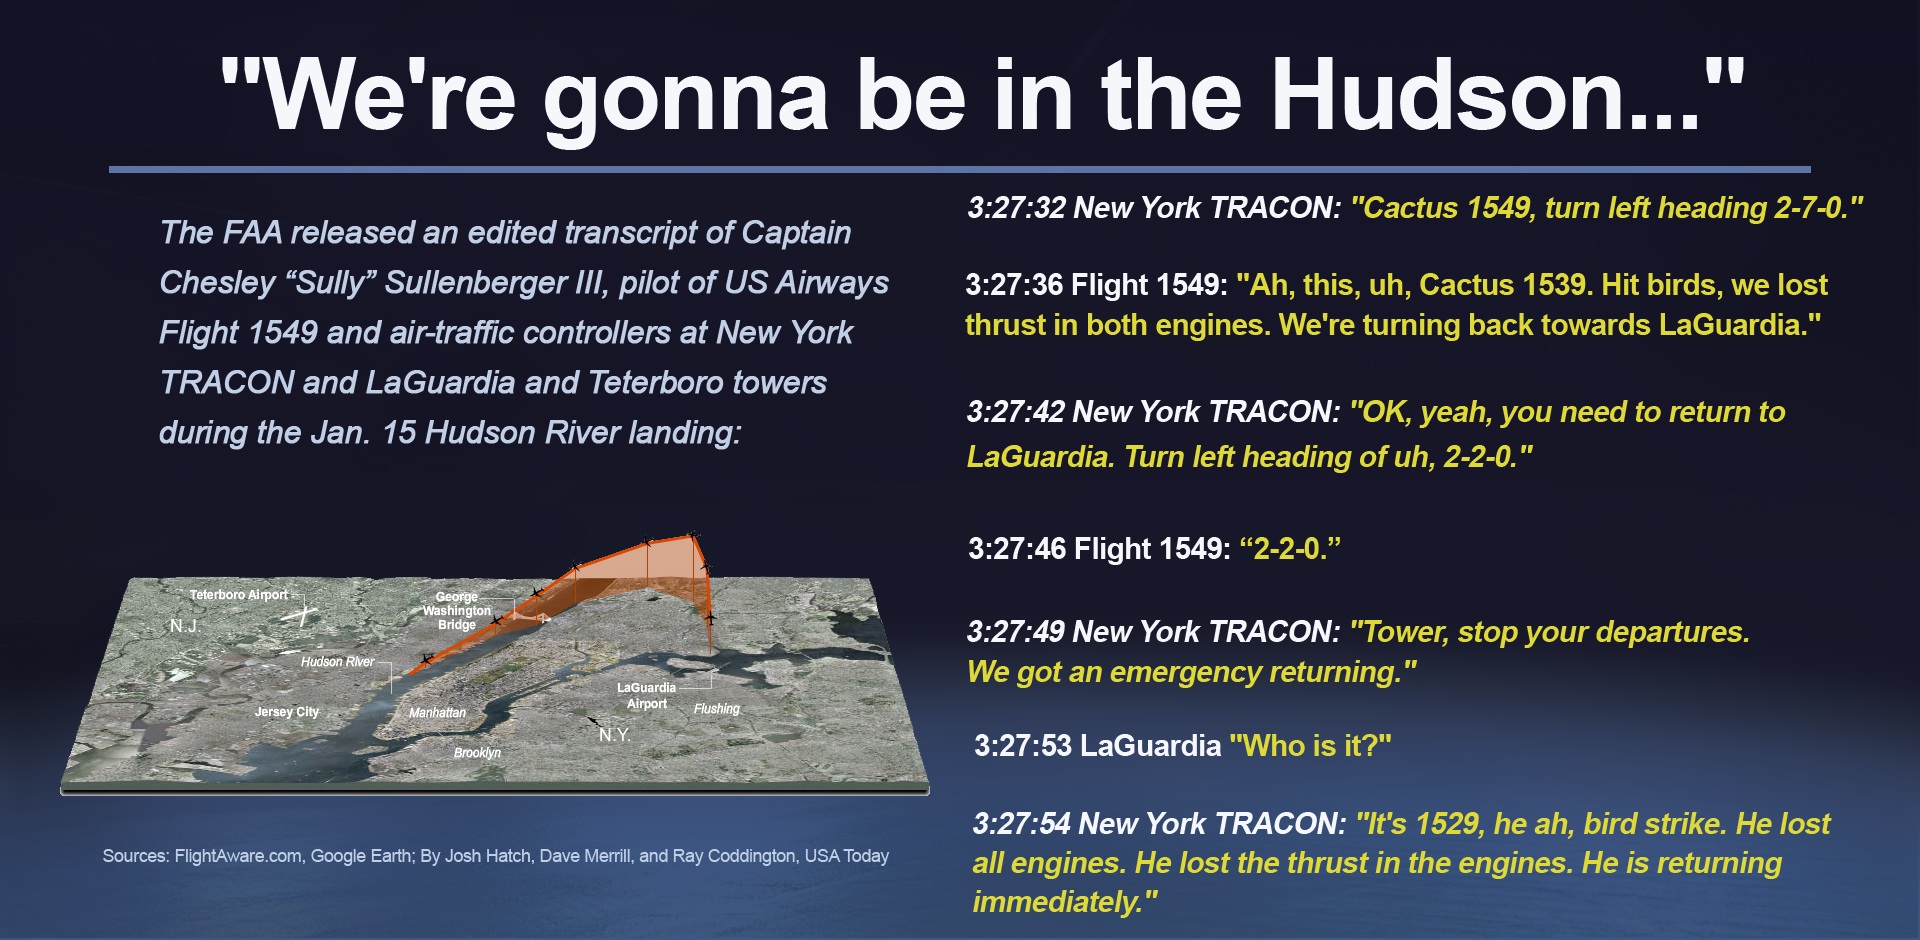 "We're gonna be in the Hudson..."
The FAA released an edited transcript of Captain
Chesley “Sully” Sullenberger III, pilot of US Airways
Flight 1549 and air-traffic controllers at New York
TRACON and LaGuardia and Teterboro towers
during the Jan. 15 Hudson River landing:
Teterboro Airport
N.J.
George
Washington
Bridge
Hudson River
Jersey City
Manhattan
Brooklyn
LaGuardia
Airport
Flushing
N.Y.
Sources: FlightAware.com, Google Earth; By Josh Hatch, Dave Merrill, and Ray Coddington, USA Today
3:27:32 New York TRACON: "Cactus 1549, turn left heading 2-7-0."
3:27:36 Flight 1549: "Ah, this, uh, Cactus 1539. Hit birds, we lost
thrust in both engines. We're turning back towards LaGuardia."
3:27:42 New York TRACON: "OK, yeah, you need to return to
LaGuardia. Turn left heading of uh, 2-2-0."
3:27:46 Flight 1549: “2-2-0.”
3:27:49 New York TRACON: "Tower, stop your departures.
We got an emergency returning."
3:27:53 LaGuardia "Who is it?"
3:27:54 New York TRACON: "It's 1529, he ah, bird strike. He lost
all engines. He lost the thrust in the engines. He is returning
immediately."